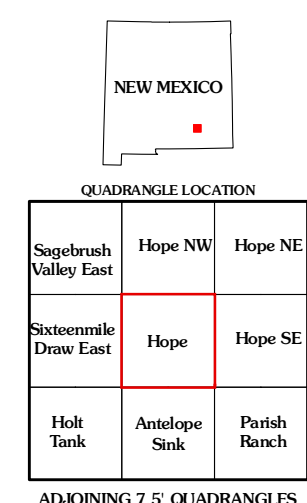 NEW MEXICO
QUADRANGLE LOCATION
Sagebrush
Valley East
Hope NW
Hope NE
Sixteenmile
Draw East
Hope
Hope SE
Holt
Tank
Antelope
Sink
Parish
Ranch
ADJOINING 7.5' QUADRANGLES